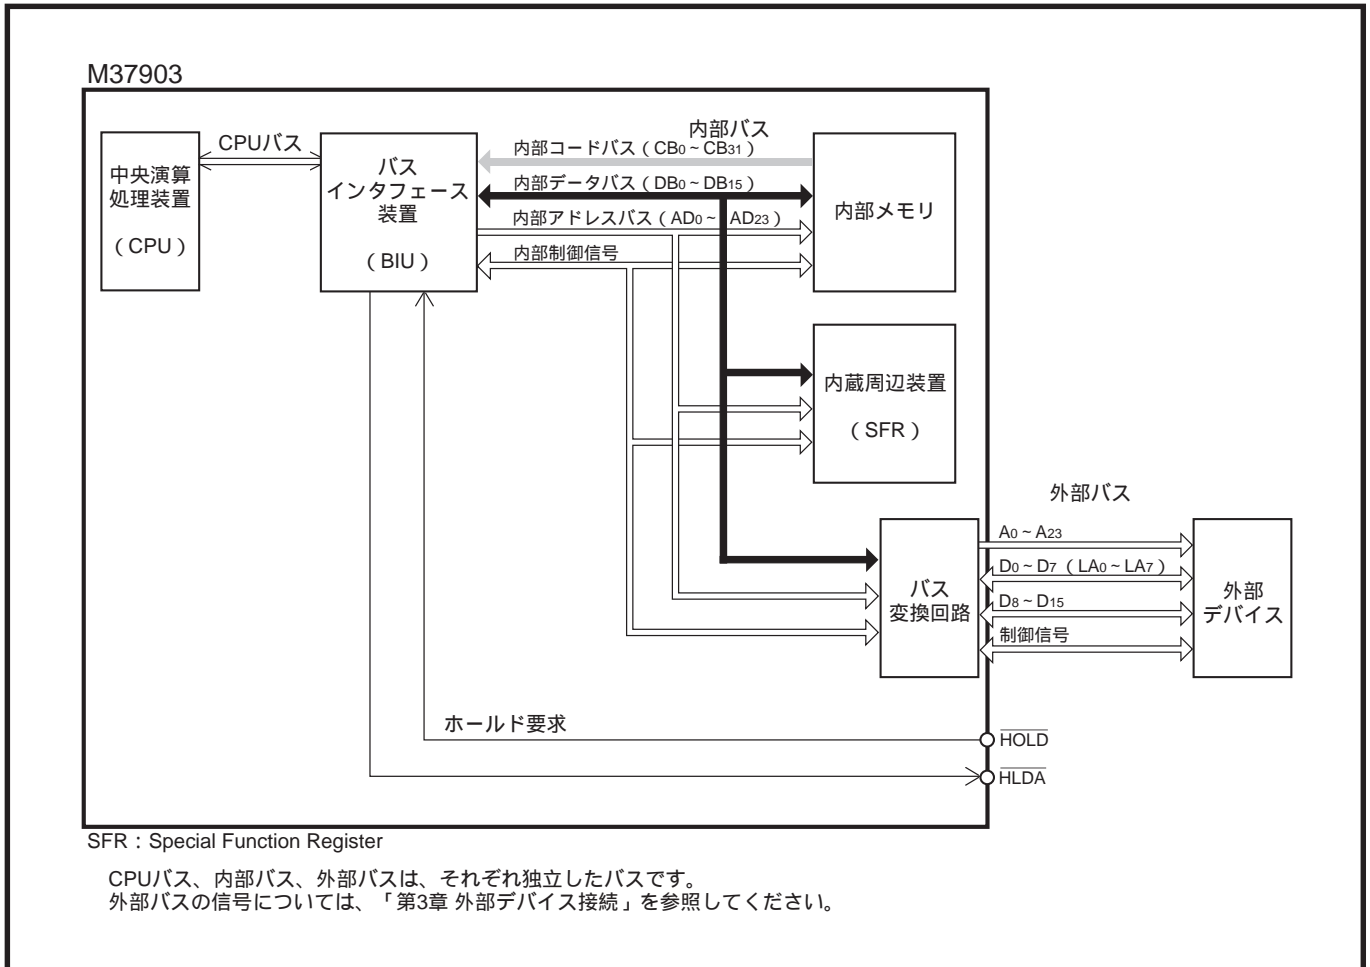 M37903
中央演算
処理装置
（CPU）
CPUバス
バス
インタフェース
装置
（BIU）
内部バス
内部コードバス（CB0～CB31）
内部データバス（DB0～DB15）
内部アドレスバス（AD0～AD23）
内部制御信号
内部メモリ
内蔵周辺装置
（SFR）
外部バス
バス
変換回路
A0～A23
D0～D7（LA0～LA7）
D8～D15
制御信号
外部
デバイス
ホールド要求
HOLD
HLDA
SFR：Special Function Register
CPUバス、内部バス、外部バスは、それぞれ独立したバスです。
外部バスの信号については、「第3章 外部デバイス接続」を参照してください。